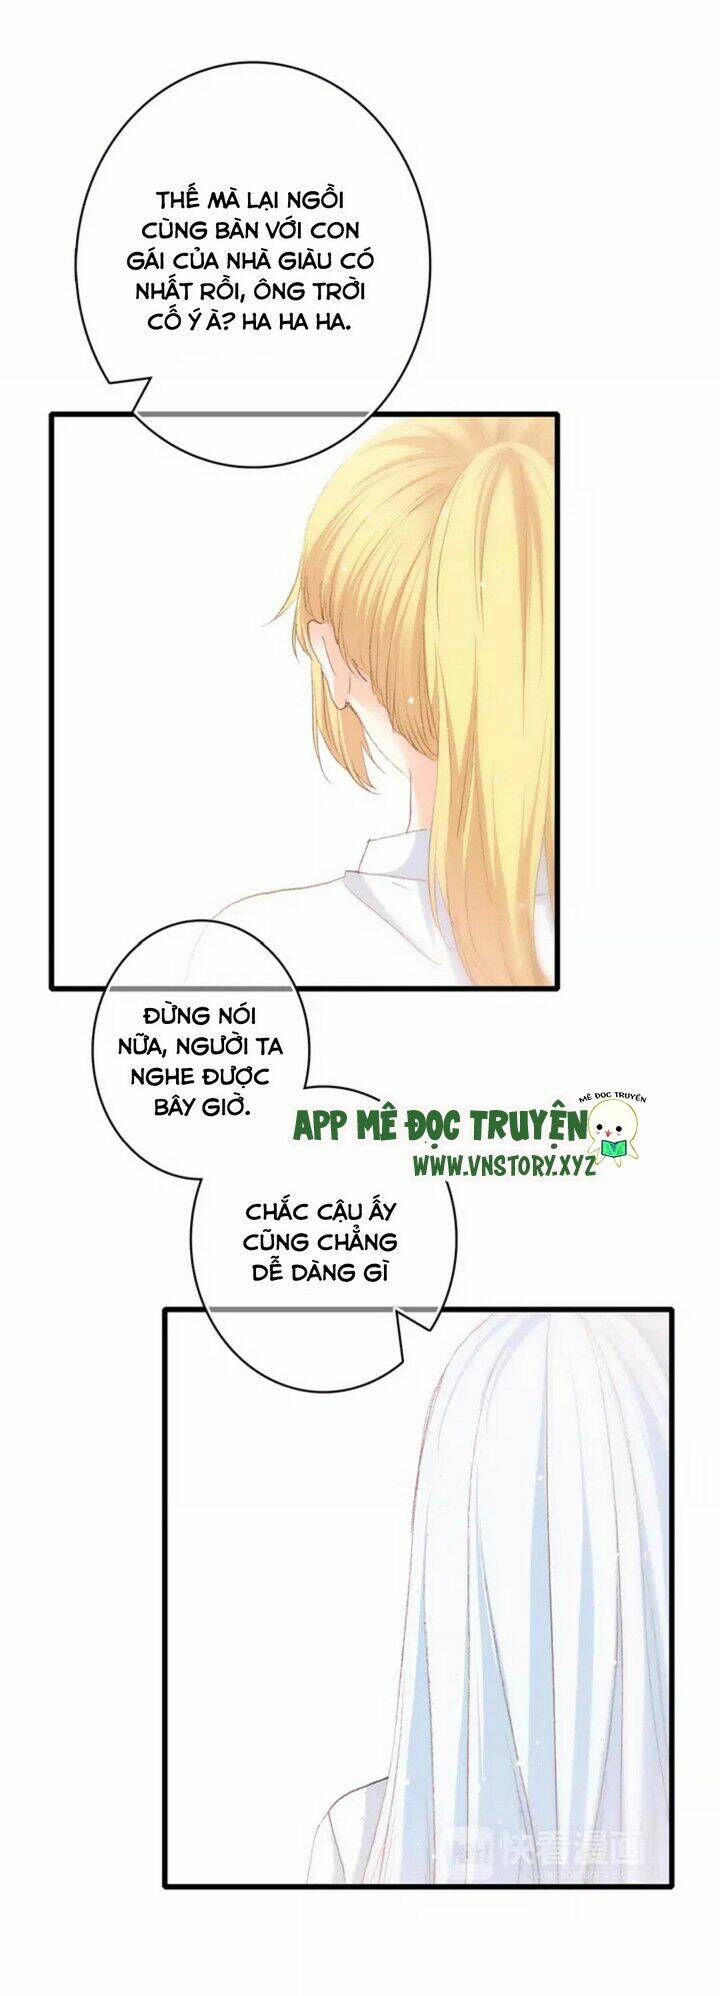 THẾ MÀ LẠI NGỒI
CÙNG BÀN VỚI CON
GÁI CỦA NHÀ GIÀU CÓ
NHẤT RỒI, ÔNG TRỜI
CỐ Ý À? HA HA HA.
ĐỪNG NÓI
NỮA, NGƯỜI TA
NGHE ĐƯỢC
BÂY GIỜ.
MÊ ĐỌC TRUYỆN
APP MÊ ĐỌC TRUYỆN
WWW.VNSTORY.XYZ
CHẮC CẬU ẤY
CŨNG CHẲNG
DỄ DÀNG GÌ
快看漫画